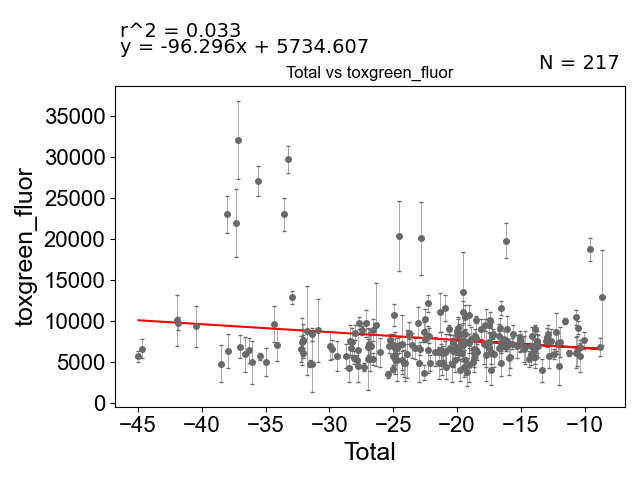 r^2 = 0.033
y = -96.296x + 5734.607
N = 217
Total vs toxgreen_fluor
35000
30000
25000
20000
15000
10000
5000
0
toxgreen_fluor
−45 −40 −35 −30 −25 −20 −15 −10
Total